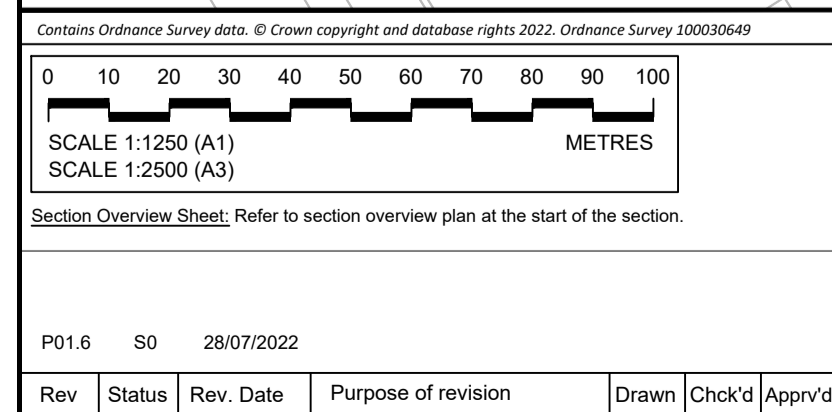 Contains Ordnance Survey data. © Crown copyright and database rights 2022. Ordnance Survey 100030649
0 10 20 30 40 50 60 70 80 90 100
SCALE 1:1250 (A1) METRES
SCALE 1:2500 (A3)
Section Overview Sheet: Refer to section overview plan at the start of the section.
P01.6 S0 28/07/2022
Rev Status Rev. Date Purpose of revision Drawn Chck'd Apprv'd